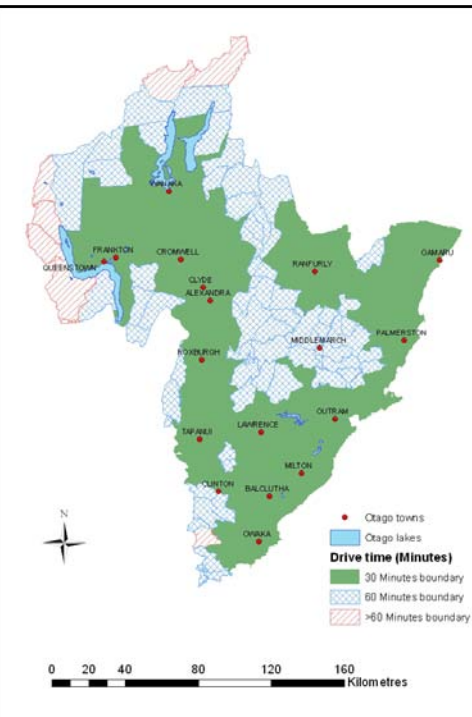 WANAKA
FRANKTON
QUEENSTOWN
CROMWELL
CLYDE
ALEXANDRA
RANFURLY
OAMARU
MIDDLEMARCH
PALMERSTON
ROXBURGH
OUTRAM
LAWRENCE
TAPANUI
MILTON
CLINTON
BALCLUTHA
OWAKA
N
Otago towns
Otago lakes
Drive time (Minutes)
30 Minutes boundary
60 Minutes boundary
>60 Minutes boundary
0 20 40 80 120 160
Kilometres